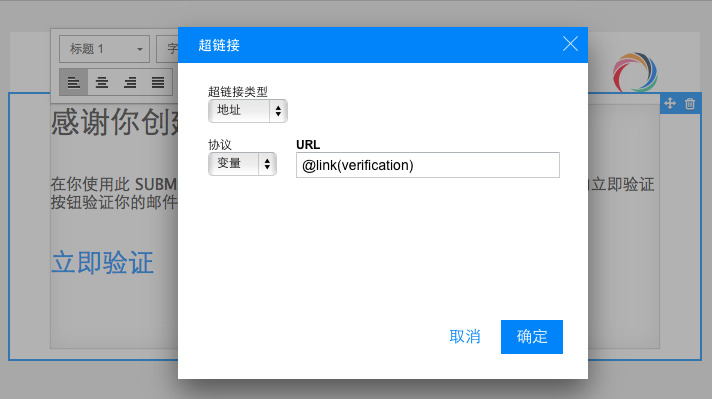 标题 1
字
超链接
超链接类型
地址
协议
URL
变量
@link(verification)
取消
确定
感谢你创建
在你使用此 SUBM
立即验证
按钮验证你的邮件
立即验证